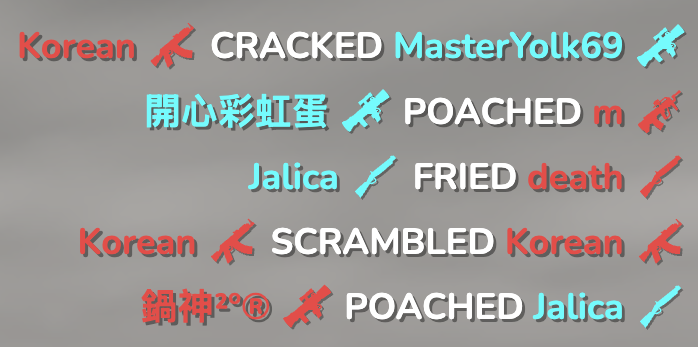 Korean CRACKED MasterYolk69
開心彩虹蛋 POACHED m
Jalica FRIED death
Korean SCRAMBLED Korean
鍋神²⁰® POACHED Jalica